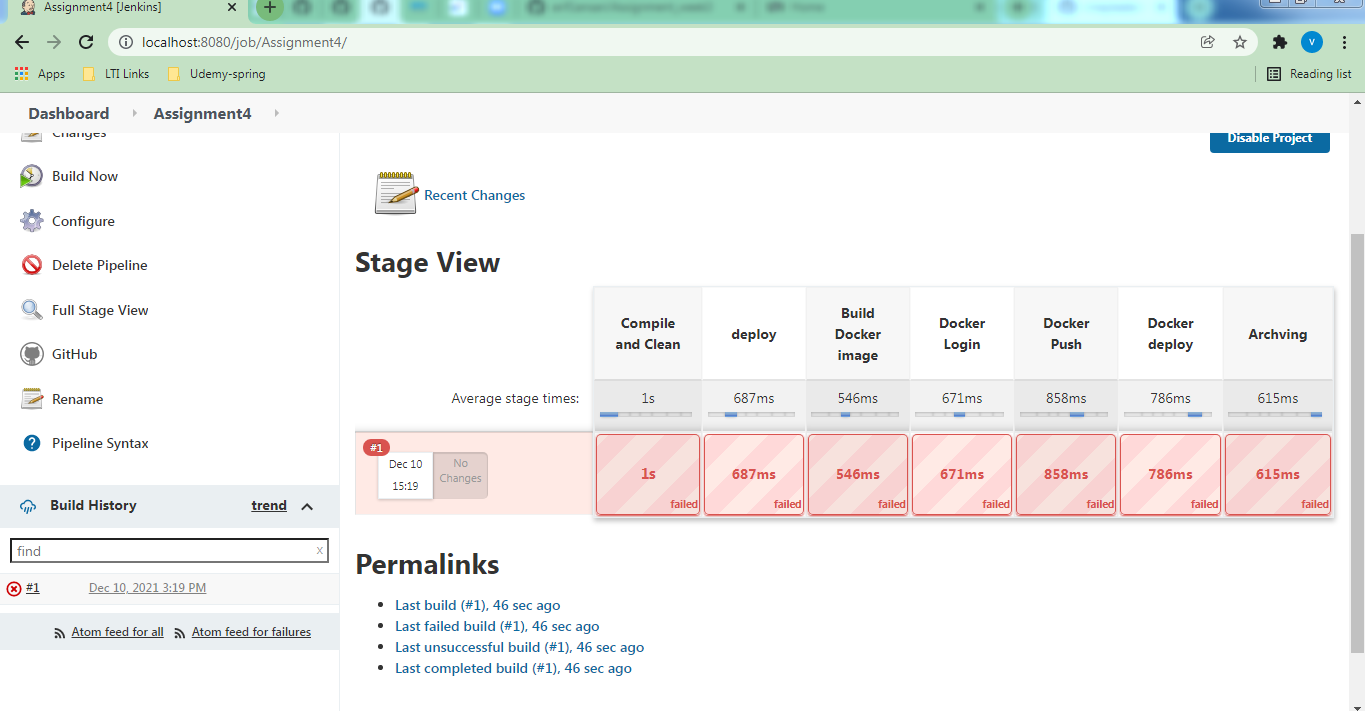 Assignment4 [Jenkins]
localhost:8080/job/Assignment4/
V
Apps
LTI Links
Udemy-spring
Reading list
Dashboard
Assignment4
Changes
Build Now
Configure
Delete Pipeline
Full Stage View
GitHub
Rename
Pipeline Syntax
Build History
trend
find
x
#1
Dec 10, 2021 3:19 PM
Atom feed for all
Atom feed for failures
Disable Project
Recent Changes
Stage View
Compile
and Clean
deploy
Build
Docker
image
Docker
Login
Docker
Push
Docker
deploy
Archving
Average stage times:
1s
687ms
546ms
671ms
858ms
786ms
615ms
#1
Dec 10
15:19
No
Changes
1s
failed
687ms
failed
546ms
failed
671ms
failed
858ms
failed
786ms
failed
615ms
failed
Permalinks
Last build (#1), 46 sec ago
Last failed build (#1), 46 sec ago
Last unsuccessful build (#1), 46 sec ago
Last completed build (#1), 46 sec ago